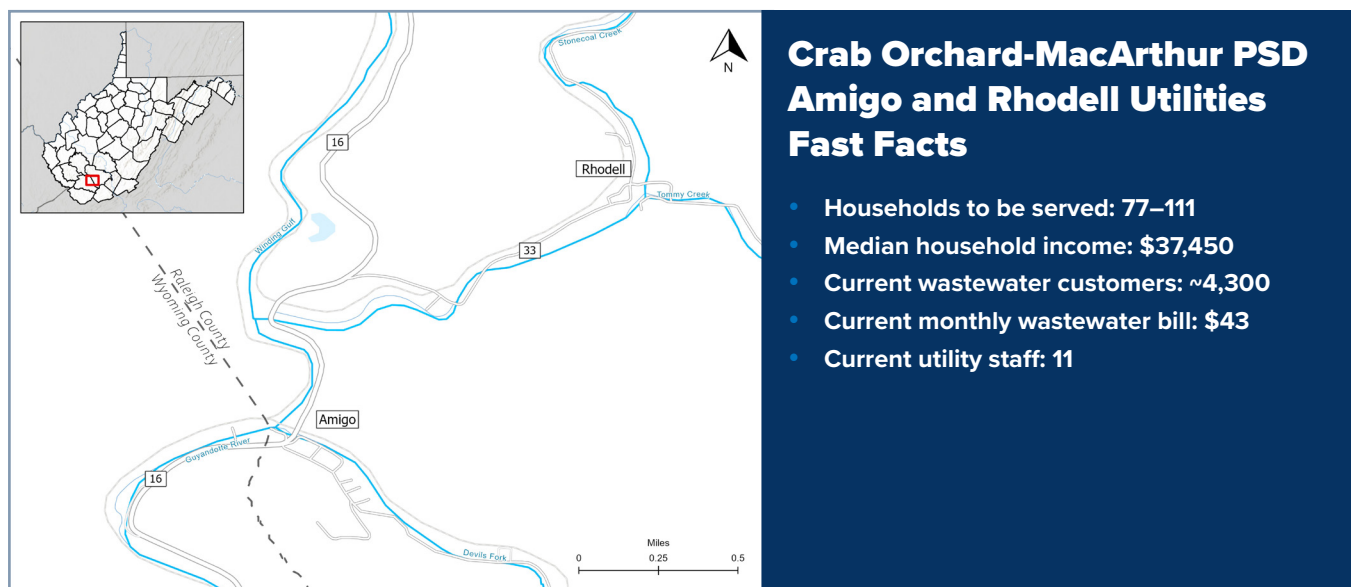 Stonecoal Creek
N
16
Rhodell
Tommy Creek
Winding Gulf
33
Raleigh County
Wyoming County
Amigo
Guyandotte River
16
Devils Fork
Miles
0 0.25 0.5
Crab Orchard-MacArthur PSD
Amigo and Rhodell Utilities
Fast Facts
• Households to be served: 77–111
• Median household income: $37,450
• Current wastewater customers: ~4,300
• Current monthly wastewater bill: $43
• Current utility staff: 11